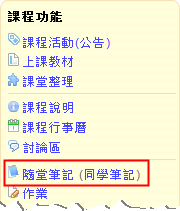 課程功能
課程活動(公告)
上課教材
課堂整理
課程說明
課程行事曆
討論區
隨堂筆記 (同學筆記)
作業